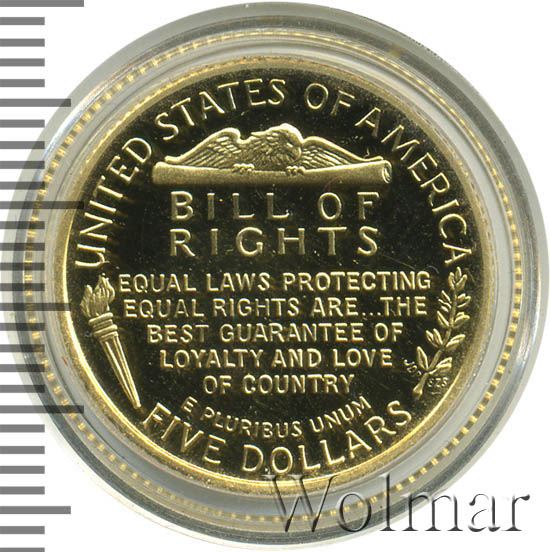 UNITED STATES OF AMERICA
BILL OF
RIGHTS
EQUAL LAWS PROTECTING
EQUAL RIGHTS ARE...THE
BEST GUARANTEE OF
LOYALTY AND LOVE
OF COUNTRY
E PLURIBUS UNUM
FIVE DOLLARS
Wolmar